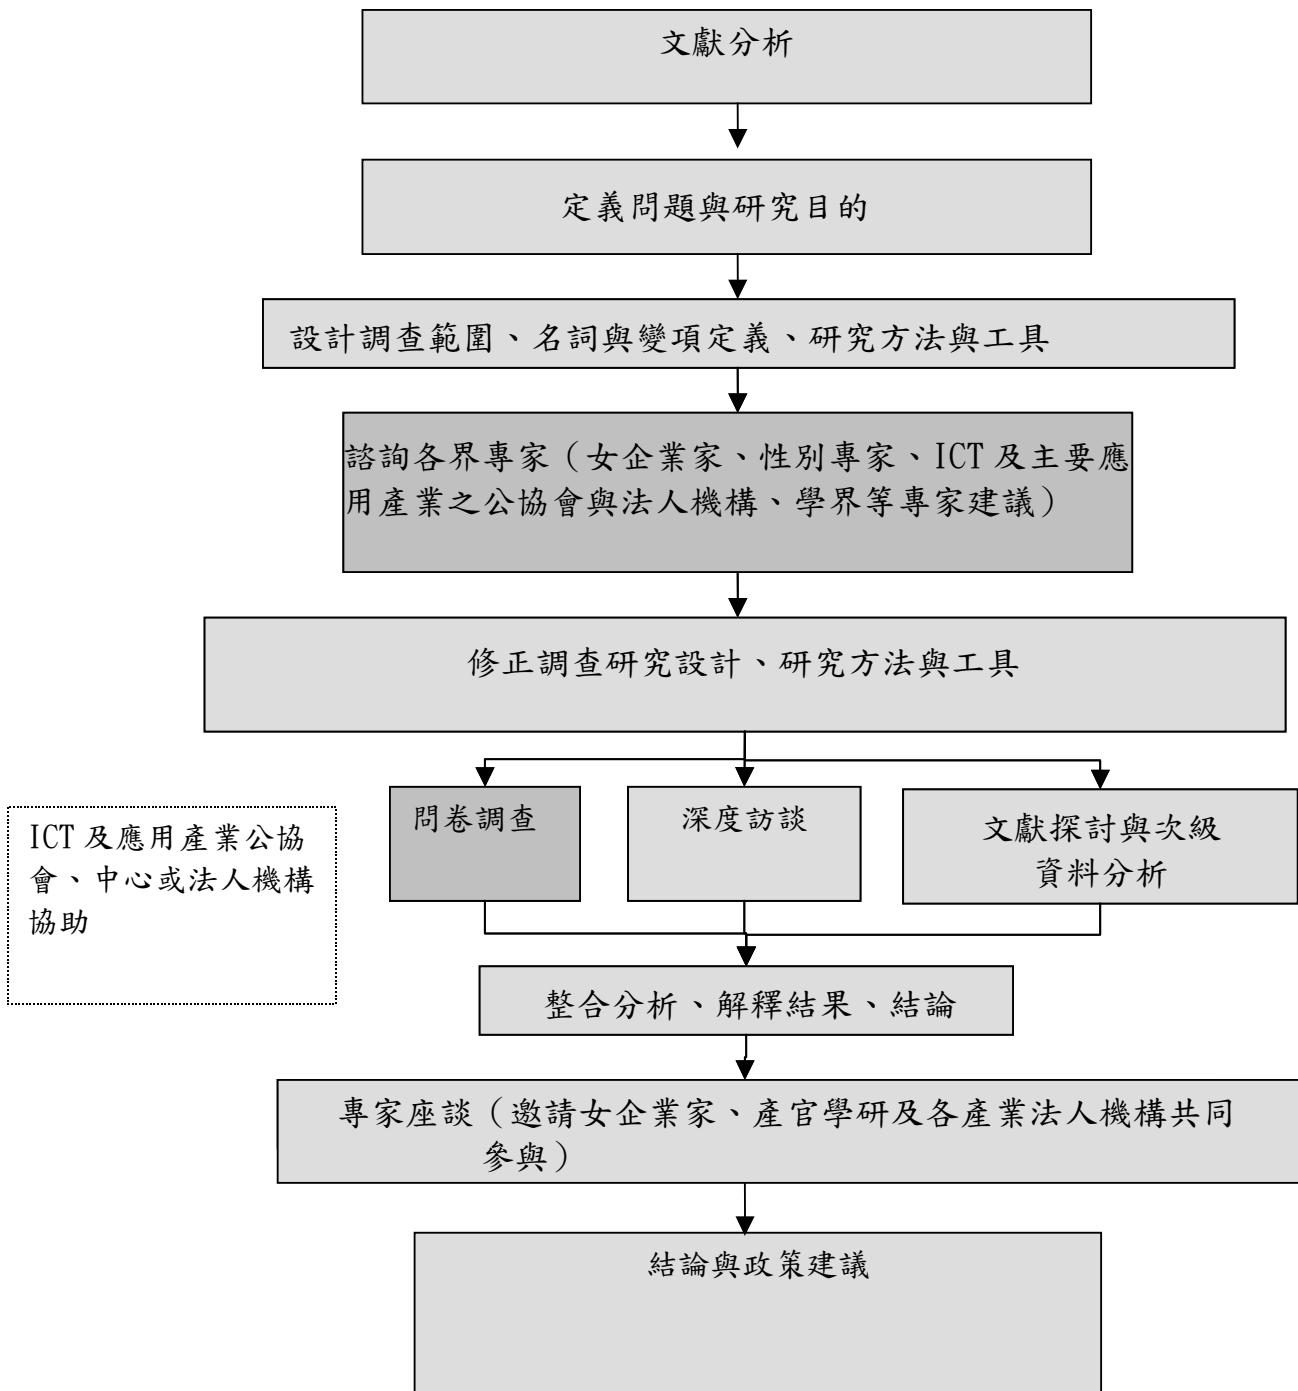 文獻分析
定義問題與研究目的
設計調查範圍、名詞與變項定義、研究方法與工具
諮詢各界專家（女企業家、性別專家、ICT 及主要應
用產業之公協會與法人機構、學界等專家建議）
修正調查研究設計、研究方法與工具
ICT 及應用產業公協
會、中心或法人機構
協助
問卷調查
深度訪談
文獻探討與次級
資料分析
整合分析、解釋結果、結論
專家座談（邀請女企業家、產官學研及各產業法人機構共同
參與）
結論與政策建議